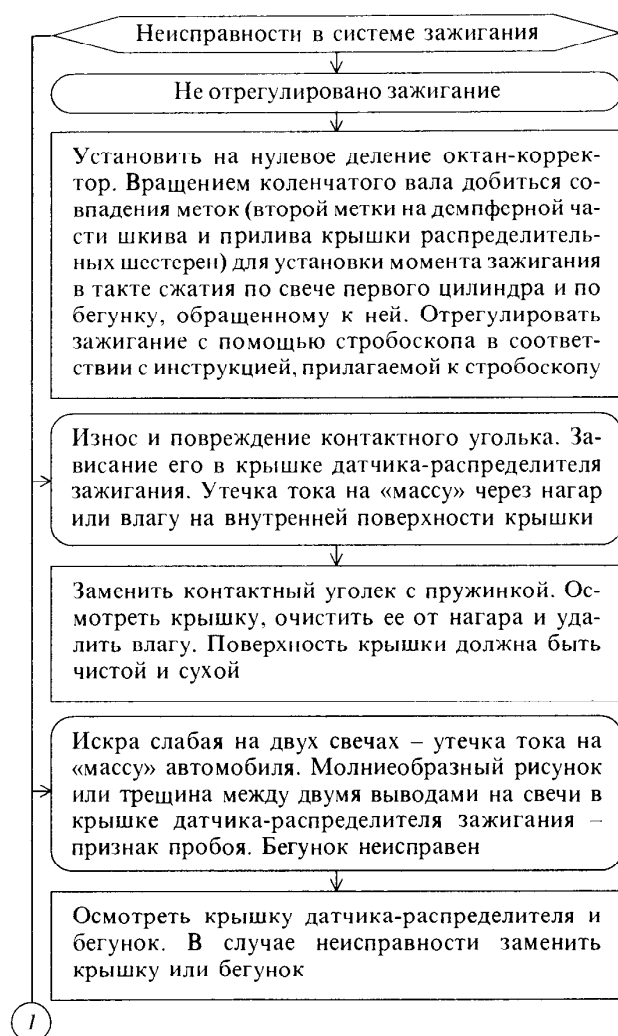 Неисправности в системе зажигания
Не отрегулировано зажигание
Установить на нулевое деление октан-коррек-
тор. Вращением коленчатого вала добиться со-
впадения меток (второй метки на демпферной ча-
сти шкива и прилива крышки распределитель-
ных шестерен) для установки момента зажигания
в такте сжатия по свече первого цилиндра и по
бегунку, обращенному к ней. Отрегулировать
зажигание с помощью стробоскопа в соответ-
ствии с инструкцией, прилагаемой к стробоскопу
Износ и повреждение контактного уголька. За-
висание его в крышке датчика-распределителя
зажигания. Утечка тока на «массу» через нагар
или влагу на внутренней поверхности крышки
Заменить контактный уголек с пружинкой. Ос-
мотреть крышку, очистить ее от нагара и уда-
лить влагу. Поверхность крышки должна быть
чистой и сухой
Искра слабая на двух свечах – утечка тока на
«массу» автомобиля. Молниеобразный рисунок
или трещина между двумя выводами на свечи в
крышке датчика-распределителя зажигания –
признак пробоя. Бегунок неисправен
Осмотреть крышку датчика-распределителя и
бегунок. В случае неисправности заменить
крышку или бегунок
1